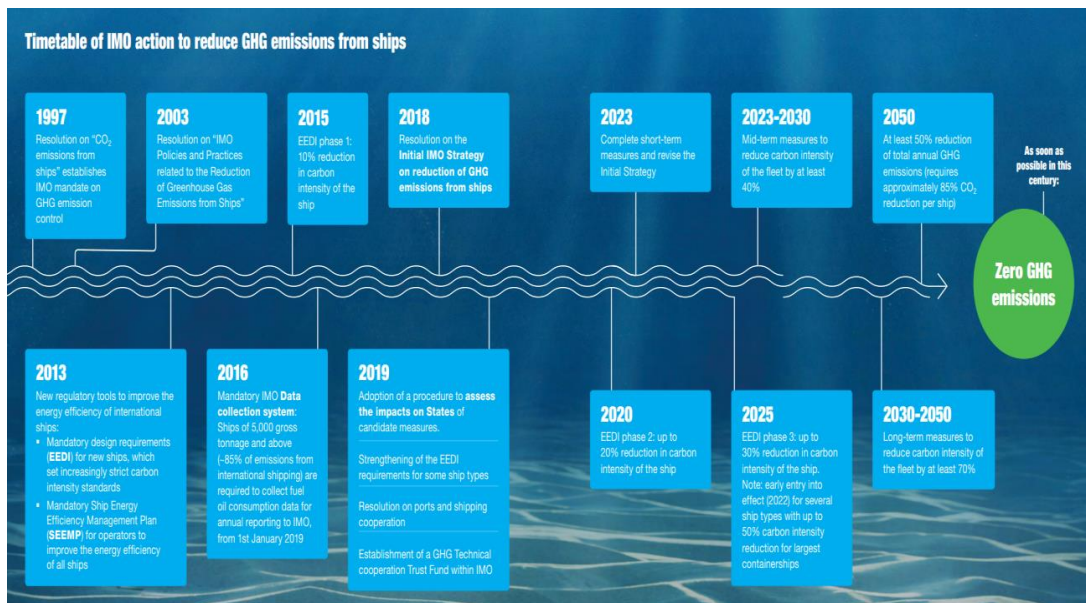 Timetable of IMO action to reduce GHG emissions from ships
1997
Resolution on “CO₂
emissions from
ships” establishes
IMO mandate on
GHG emission
control
2003
Resolution on “IMO
Policies and Practices
related to the Reduction
of Greenhouse Gas
Emissions from Ships”
2015
EEDI phase 1:
10% reduction
in carbon
intensity of the
ship
2018
Resolution on the
Initial IMO Strategy
on reduction of GHG
emissions from ships
2023
Complete short-term
measures and revise the
Initial Strategy
2023-2030
Mid-term measures to
reduce carbon intensity
of the fleet by at least
40%
2050
At least 50% reduction
of total annual GHG
emissions (requires
approximately 85% CO₂
reduction per ship)
As soon as
possible in this
century:
Zero GHG
emissions
2013
New regulatory tools to improve the
energy efficiency of international
ships:
▪ Mandatory design requirements
(EEDI) for new ships, which
set increasingly strict carbon
intensity standards
▪ Mandatory Ship Energy
Efficiency Management Plan
(SEEMP) for operators to
improve the energy efficiency
of all ships
2016
Mandatory IMO Data
collection system:
Ships of 5,000 gross
tonnage and above
(~85% of emissions from
international shipping) are
required to collect fuel
oil consumption data for
annual reporting to IMO,
from 1st January 2019
2019
Adoption of a procedure to assess
the impacts on States of
candidate measures.
Strengthening of the EEDI
requirements for some ship types
Resolution on ports and shipping
cooperation
Establishment of a GHG Technical
cooperation Trust Fund within IMO
2020
EEDI phase 2: up to
20% reduction in carbon
intensity of the ship
2025
EEDI phase 3: up to
30% reduction in carbon
intensity of the ship.
Note: early entry into
effect (2022) for several
ship types with up to
50% carbon intensity
reduction for largest
containerships
2030-2050
Long-term measures to
reduce carbon intensity of
the fleet by at least 70%